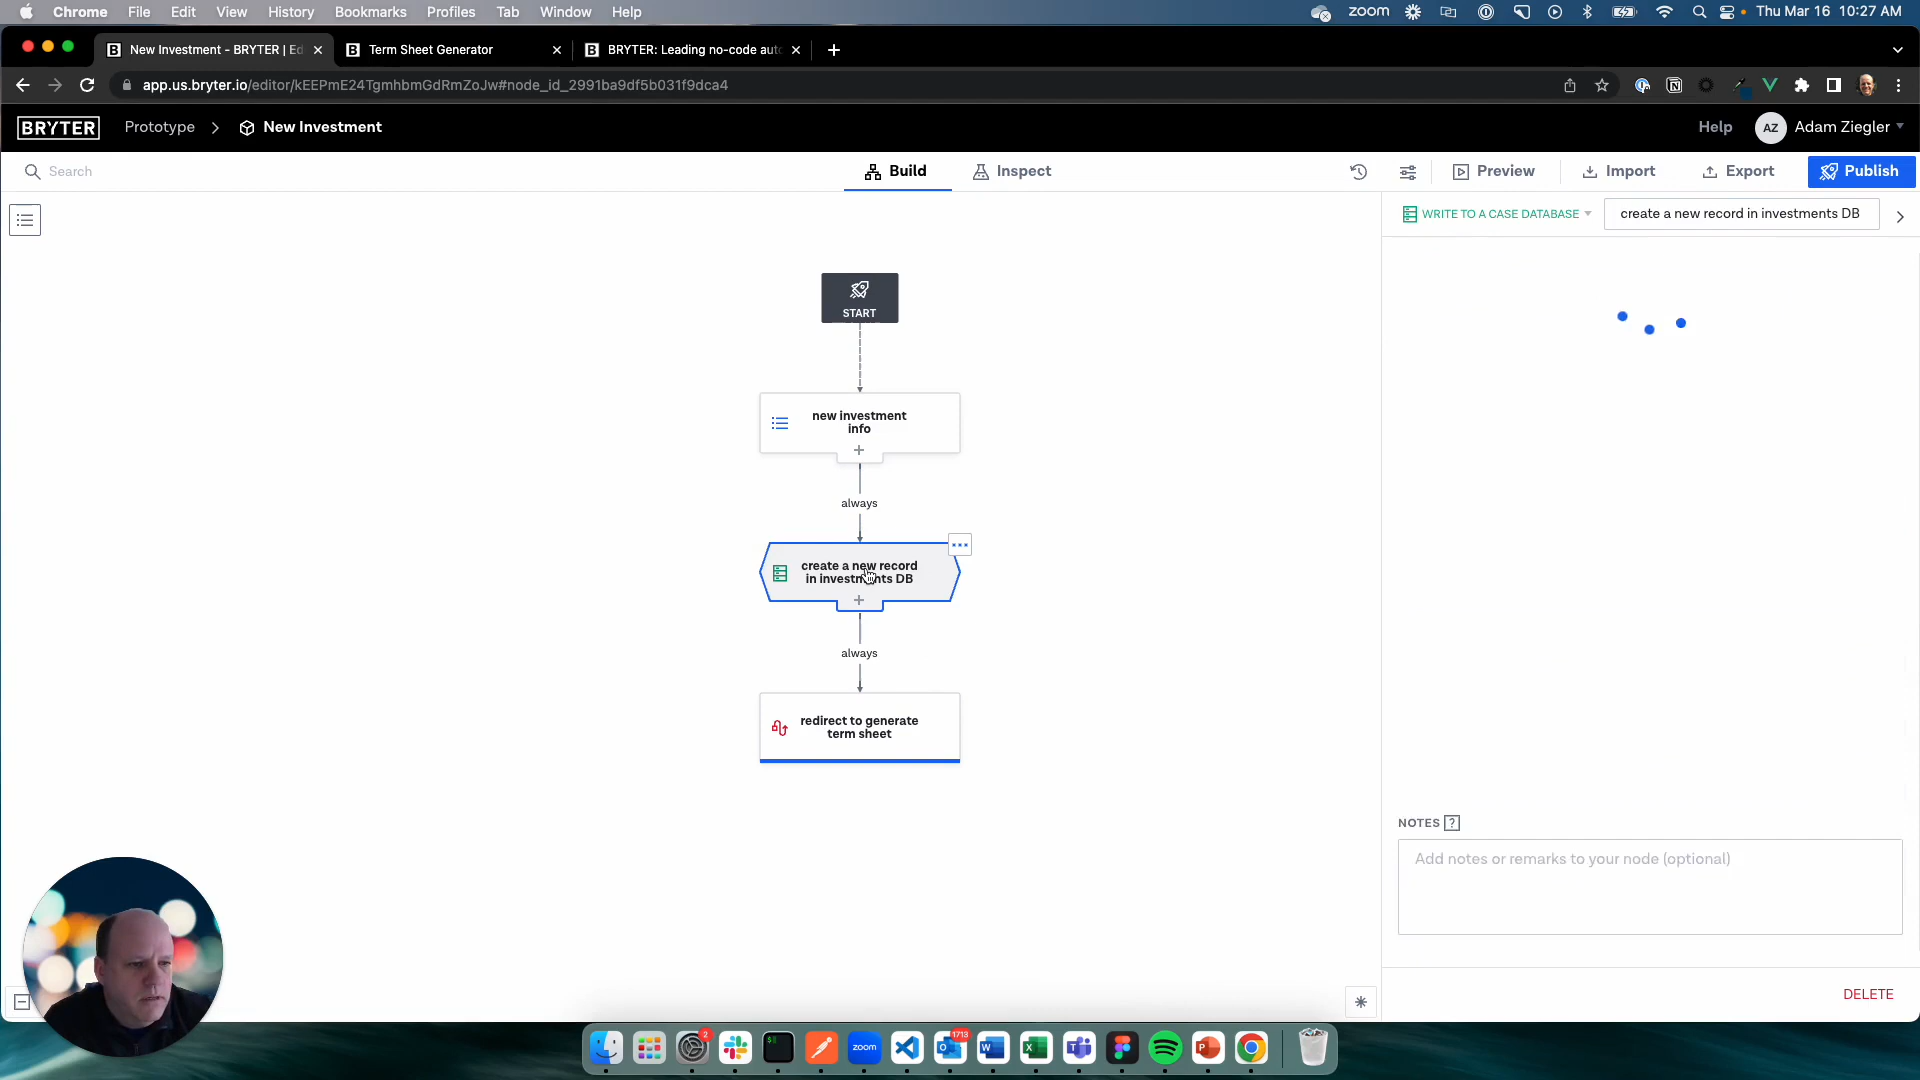 Chrome File Edit View History Bookmarks Profiles Tab Window Help
zoom Thu Mar 16 10:27 AM
New Investment - BRYTER | Ed
Term Sheet Generator
BRYTER: Leading no-code auto
app.us.bryter.io/editor/kEEPmE24TgmhbmGdRmZoJw#node_id_2991ba9df5b031f9dca4
BRYTER Prototype New Investment Help AZ Adam Ziegler
Search Build Inspect Preview Import Export Publish
WRITE TO A CASE DATABASE create a new record in investments DB
START
new investment
info
always
create a new record
in investments DB
always
redirect to generate
term sheet
NOTES ?
Add notes or remarks to your node (optional)
DELETE
2
zoom
1713